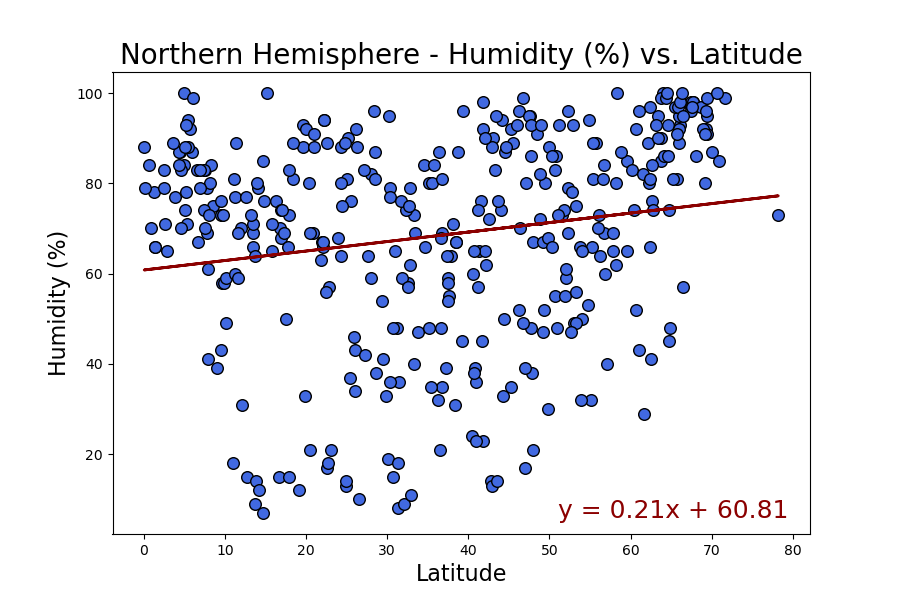 Northern Hemisphere - Humidity (%) vs. Latitude
Humidity (%)
100
80
60
40
20
y = 0.21x + 60.81
0 10 20 30 40 50 60 70 80
Latitude